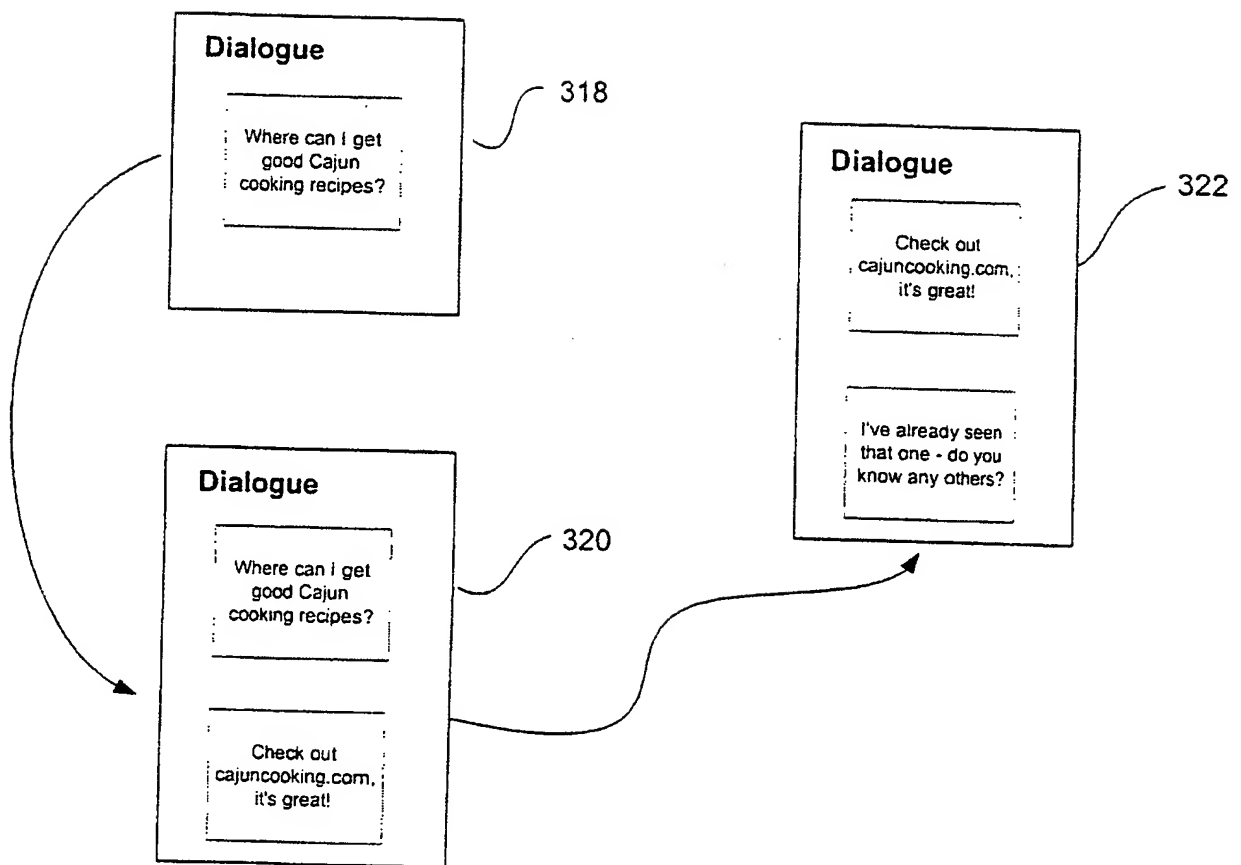 Dialogue
Where can I get
good Cajun
cooking recipes?
318
Dialogue
Where can I get
good Cajun
cooking recipes?
Check out
cajuncooking.com,
it's great!
320
Dialogue
Check out
cajuncooking.com,
it's great!
I've already seen
that one - do you
know any others?
322